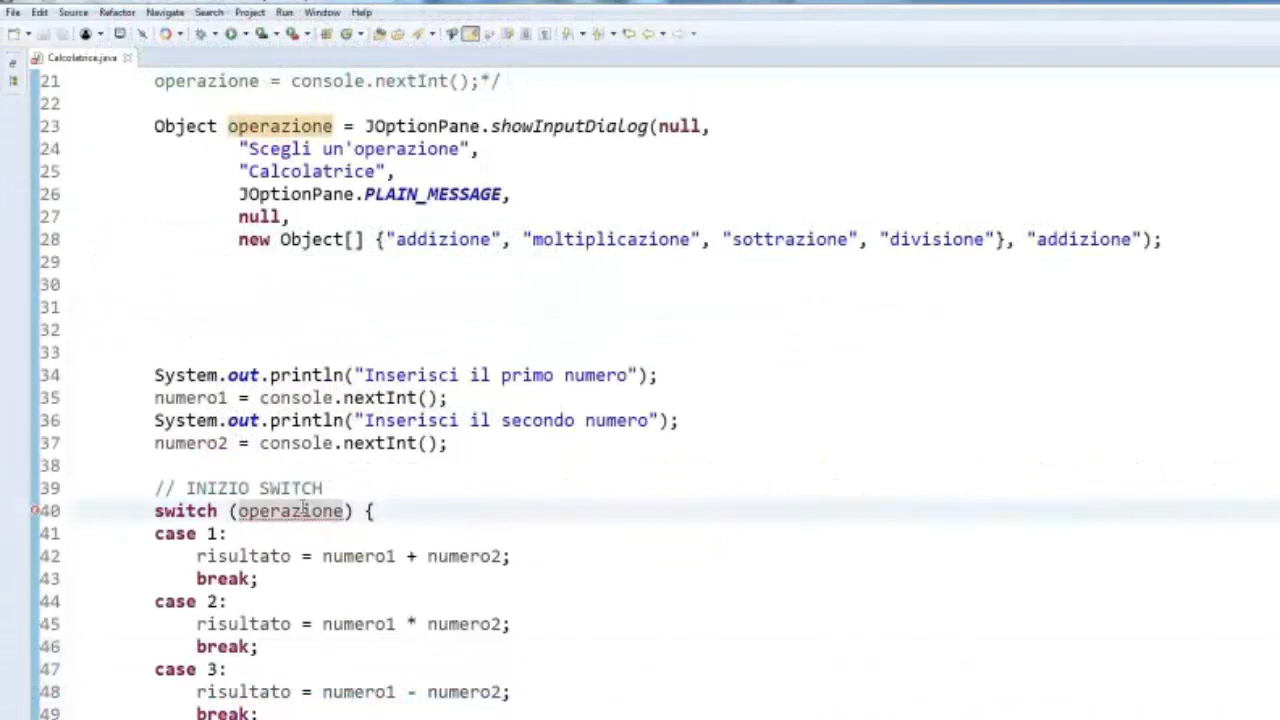 File Edit Source Refactor Navigate Search Project Run Window Help
Calcolatrice.java
21 operazione = console.nextInt();*/
22
23 Object operazione = JOptionPane.showInputDialog(null,
24 "Scegli un'operazione",
25 "Calcolatrice",
26 JOptionPane.PLAIN_MESSAGE,
27 null,
28 new Object[] {"addizione", "moltiplicazione", "sottrazione", "divisione"}, "addizione");
29
30
31
32
33
34 System.out.println("Inserisci il primo numero");
35 numero1 = console.nextInt();
36 System.out.println("Inserisci il secondo numero");
37 numero2 = console.nextInt();
38
39 // INIZIO SWITCH
40 switch (operazione) {
41 case 1:
42 risultato = numero1 + numero2;
43 break;
44 case 2:
45 risultato = numero1 * numero2;
46 break;
47 case 3:
48 risultato = numero1 - numero2;
49 break;